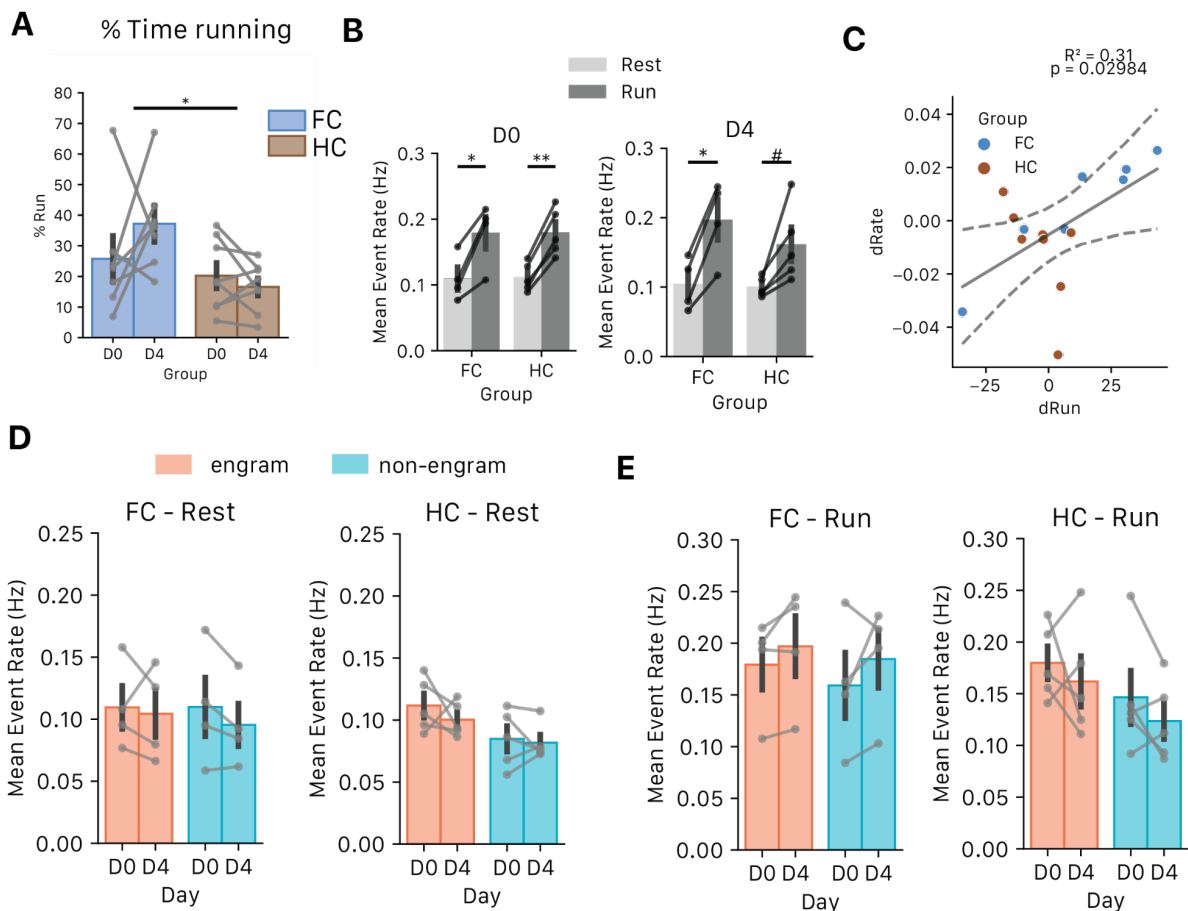 A
% Time running
80
70
60
50
40
30
20
10
0
% Run
*
FC
HC
D0 D4 D0 D4
Group
B
Rest
Run
D0
Mean Event Rate (Hz)
0.3
0.2
0.1
0.0
* **
FC HC
Group
D4
Mean Event Rate (Hz)
0.3
0.2
0.1
0.0
* #
FC HC
Group
C
R² = 0.31
p = 0.02984
Group
FC
HC
dRate
0.04
0.02
0.00
−0.02
−0.04
−25 0 25
dRun
D
engram non-engram
FC - Rest
Mean Event Rate (Hz)
0.25
0.20
0.15
0.10
0.05
0.00
D0 D4 D0 D4
Day
HC - Rest
Mean Event Rate (Hz)
0.25
0.20
0.15
0.10
0.05
0.00
D0 D4 D0 D4
Day
E
FC - Run
Mean Event Rate (Hz)
0.30
0.25
0.20
0.15
0.10
0.05
0.00
D0 D4 D0 D4
Day
HC - Run
Mean Event Rate (Hz)
0.30
0.25
0.20
0.15
0.10
0.05
0.00
D0 D4 D0 D4
Day